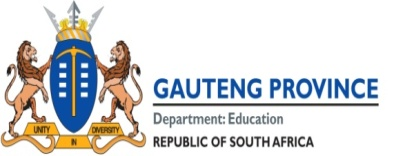 GAUTENG PROVINCE
Department: Education
REPUBLIC OF SOUTH AFRICA
UNITY IN DIVERSITY